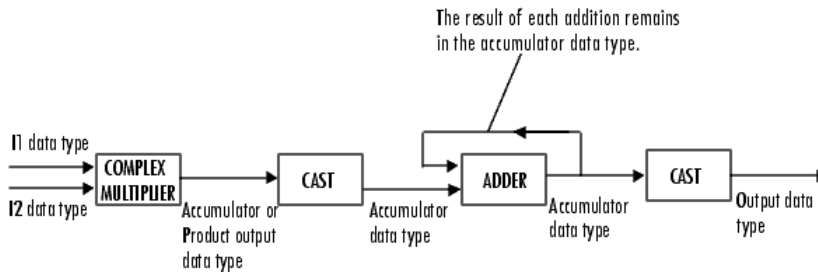 The result of each addition remains
in the accumulator data type.
I1 data type
I2 data type
COMPLEX
MULTIPLIER
Accumulator or
Product output
data type
CAST
Accumulator
data type
ADDER
Accumulator
data type
CAST
Output data
type